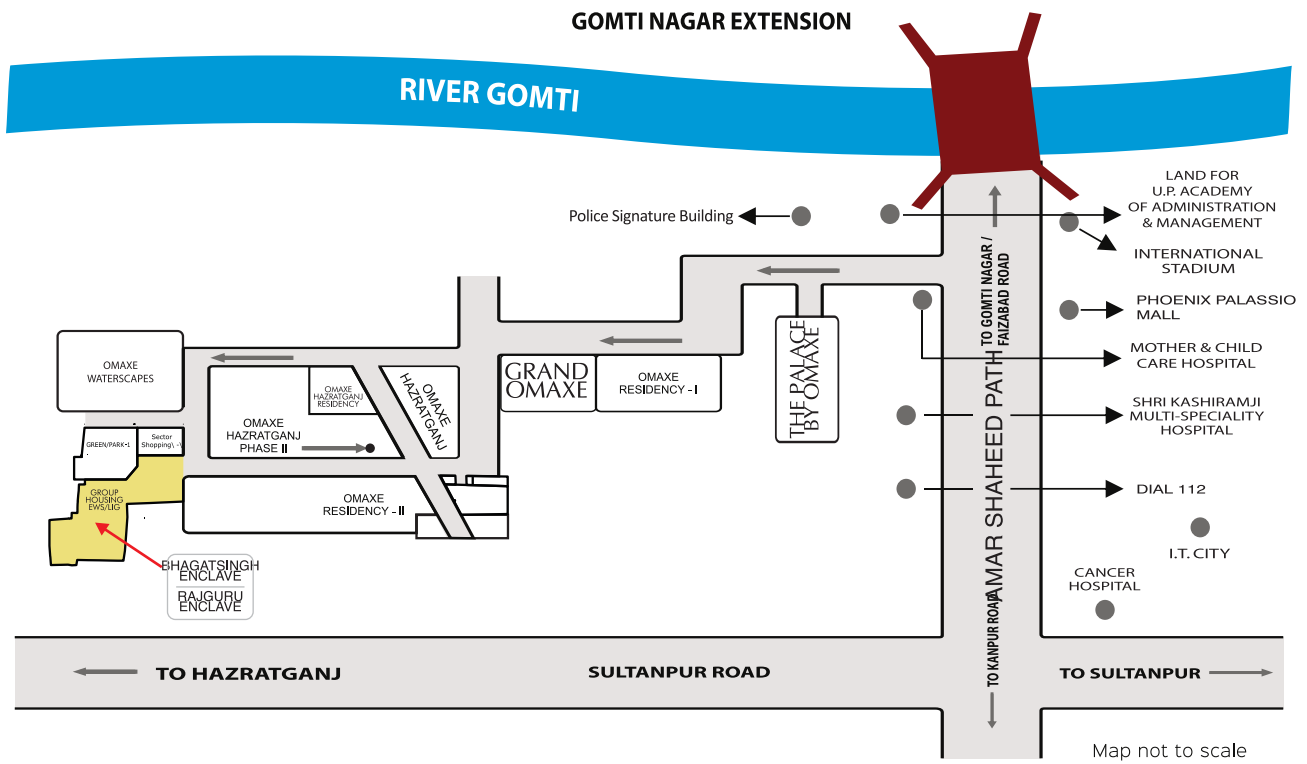 GOMTI NAGAR EXTENSION
RIVER GOMTI
Police Signature Building
LAND FOR
U.P. ACADEMY
OF ADMINISTRATION
& MANAGEMENT
INTERNATIONAL
STADIUM
PHOENIX PALASSIO
MALL
MOTHER & CHILD
CARE HOSPITAL
SHRI KASHIRAMJI
MULTI-SPECIALITY
HOSPITAL
DIAL 112
I.T. CITY
CANCER
HOSPITAL
TO GOMTI NAGAR /
FAIZABAD ROAD
AMAR SHAHEED PATH
TO KANPUR ROAD
THE PALACE
BY OMAXE
GRAND
OMAXE
OMAXE
RESIDENCY - I
OMAXE
HAZRATGANJ
OMAXE
HAZRATGANJ
RESIDENCY
OMAXE
HAZRATGANJ
PHASE II
OMAXE
WATERSCAPES
GREEN/PARK-1
Sector
Shopping\ -\
GROUP
HOUSING
EWS/LIG
OMAXE
RESIDENCY - II
BHAGATSINGH
ENCLAVE
RAJGURU
ENCLAVE
TO HAZRATGANJ
SULTANPUR ROAD
TO SULTANPUR
Map not to scale